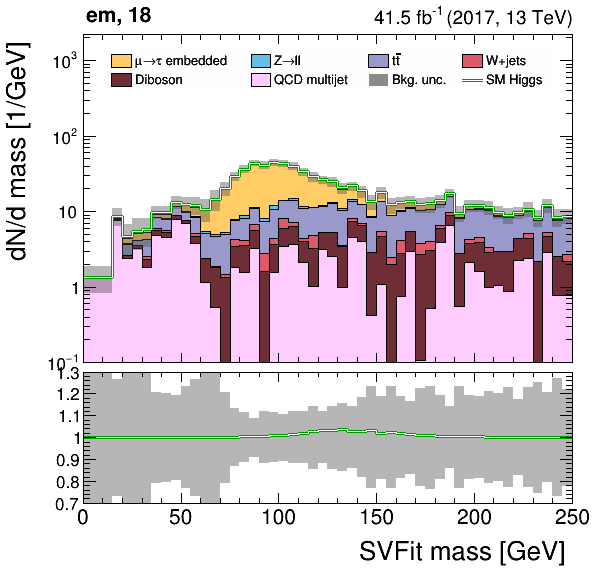 em, 18 41.5 fb⁻¹ (2017, 13 TeV)
dN/d mass [1/GeV]
μ→τ embedded Z→ll tt̄ W+jets
Diboson QCD multijet Bkg. unc. SM Higgs
10³
10²
10
1
10⁻¹
1.3
1.2
1.1
1
0.9
0.8
0.7
0 50 100 150 200 250
SVFit mass [GeV]